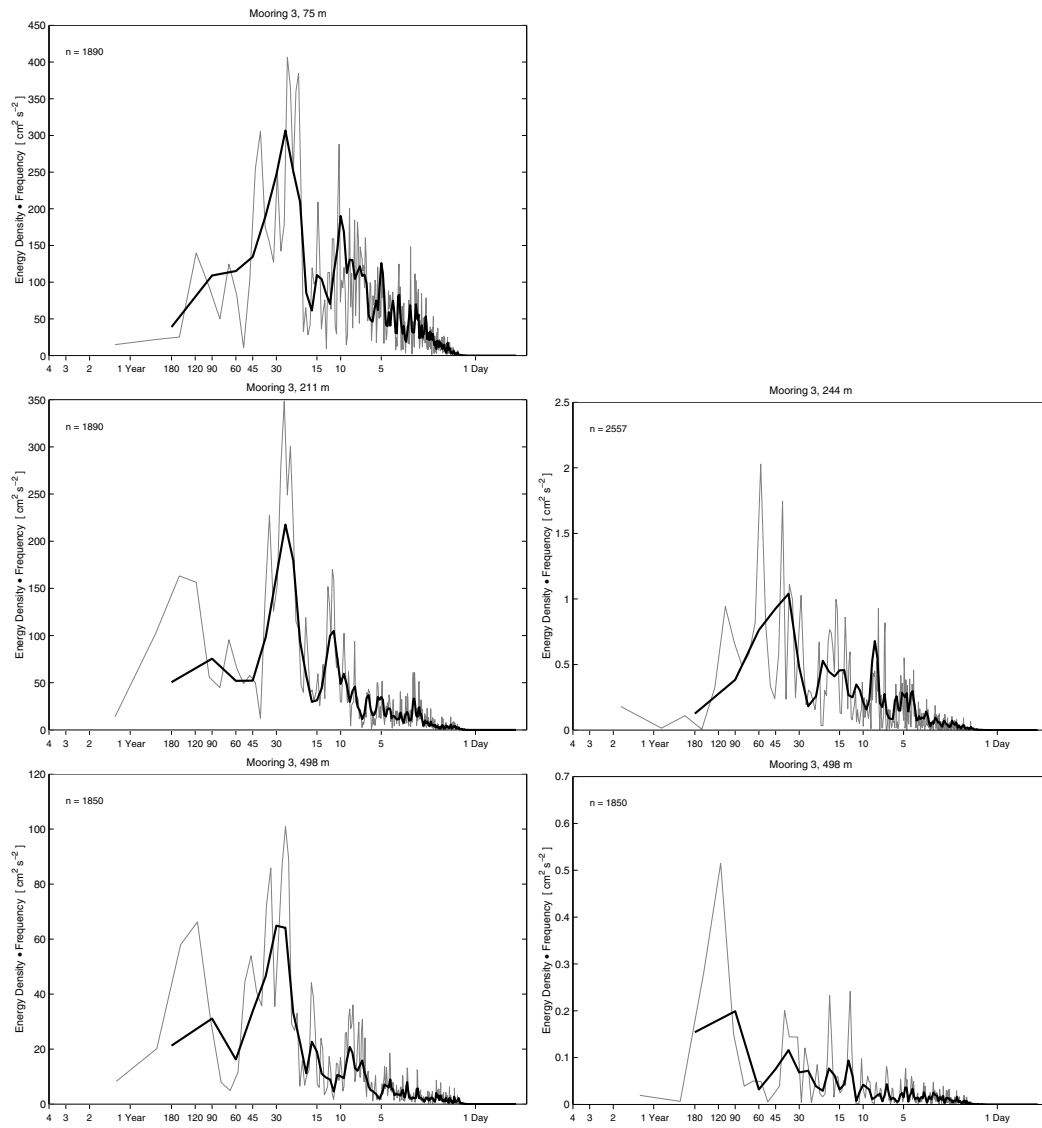 Mooring 3, 75 m
n = 1890
Energy Density • Frequency [ cm² s⁻² ]
450
400
350
300
250
200
150
100
50
0
4 3 2 1 Year 180 120 90 60 45 30 15 10 5 1 Day
Mooring 3, 211 m
n = 1890
Energy Density • Frequency [ cm² s⁻² ]
350
300
250
200
150
100
50
0
4 3 2 1 Year 180 120 90 60 45 30 15 10 5 1 Day
Mooring 3, 244 m
n = 2557
Energy Density • Frequency [ cm² s⁻² ]
2.5
2
1.5
1
0.5
0
4 3 2 1 Year 180 120 90 60 45 30 15 10 5 1 Day
Mooring 3, 498 m
n = 1850
Energy Density • Frequency [ cm² s⁻² ]
120
100
80
60
40
20
0
4 3 2 1 Year 180 120 90 60 45 30 15 10 5 1 Day
Mooring 3, 498 m
n = 1850
Energy Density • Frequency [ cm² s⁻² ]
0.7
0.6
0.5
0.4
0.3
0.2
0.1
0
4 3 2 1 Year 180 120 90 60 45 30 15 10 5 1 Day